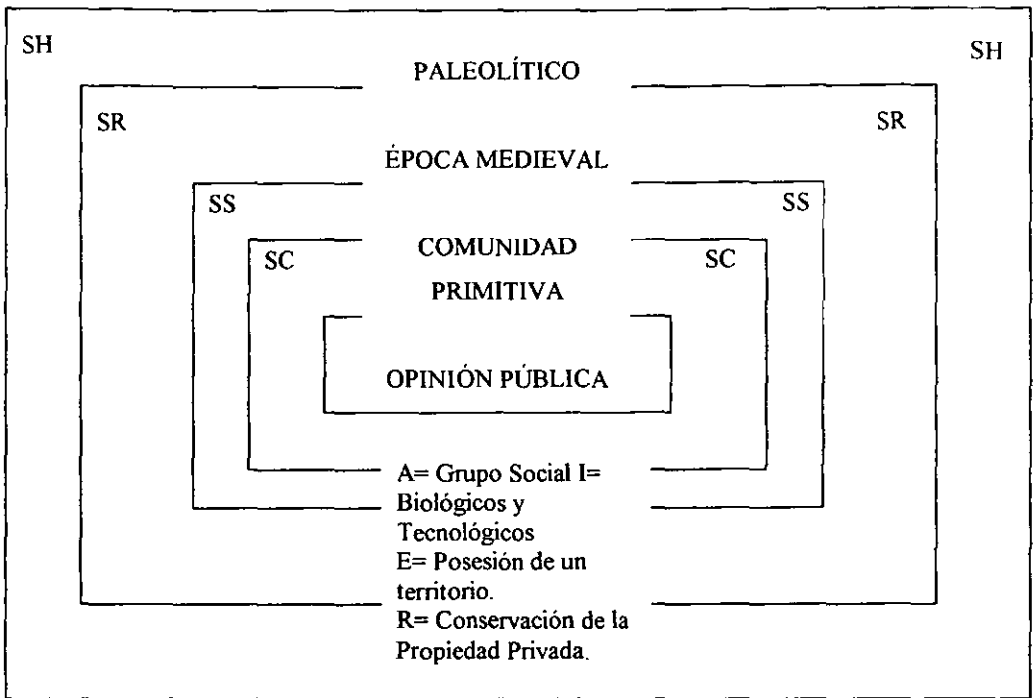 SH SH
PALEOLÍTICO
SR SR
ÉPOCA MEDIEVAL
SS SS
COMUNIDAD
SC SC
PRIMITIVA
OPINIÓN PÚBLICA
A= Grupo Social I=
Biológicos y
Tecnológicos
E= Posesión de un
territorio.
R= Conservación de la
Propiedad Privada.